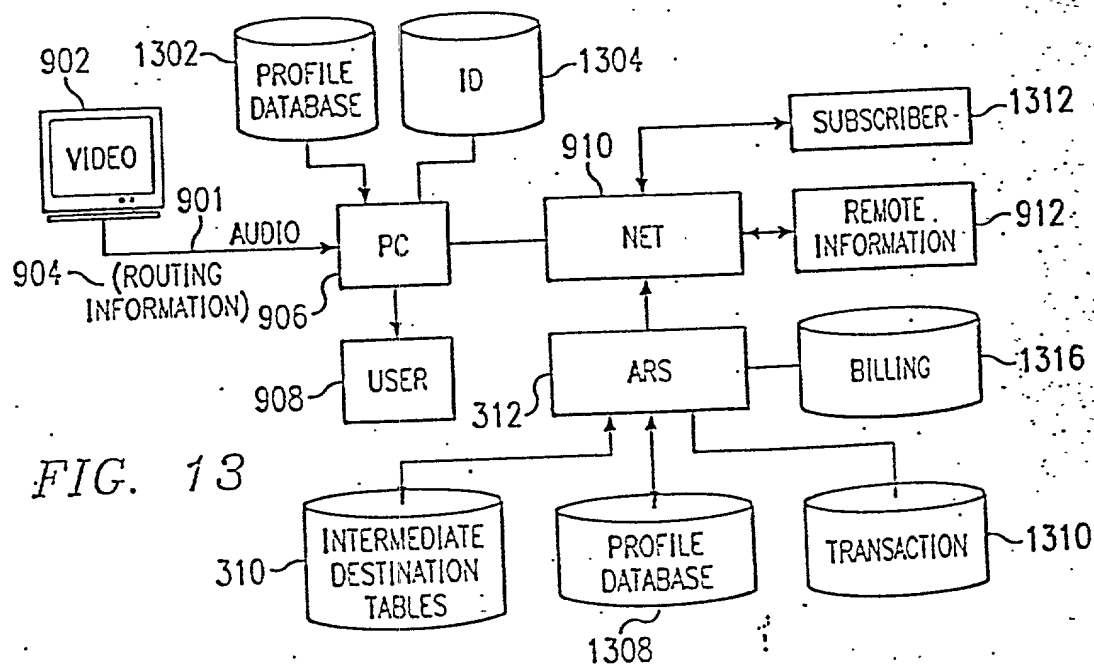 1302
902
PROFILE
DATABASE
ID
1304
VIDEO
SUBSCRIBER
1312
910
901
AUDIO
PC
NET
REMOTE
INFORMATION
912
904
(ROUTING
INFORMATION)
906
USER
908
ARS
312
BILLING
1316
FIG. 13
310
INTERMEDIATE
DESTINATION
TABLES
PROFILE
DATABASE
1308
TRANSACTION
1310